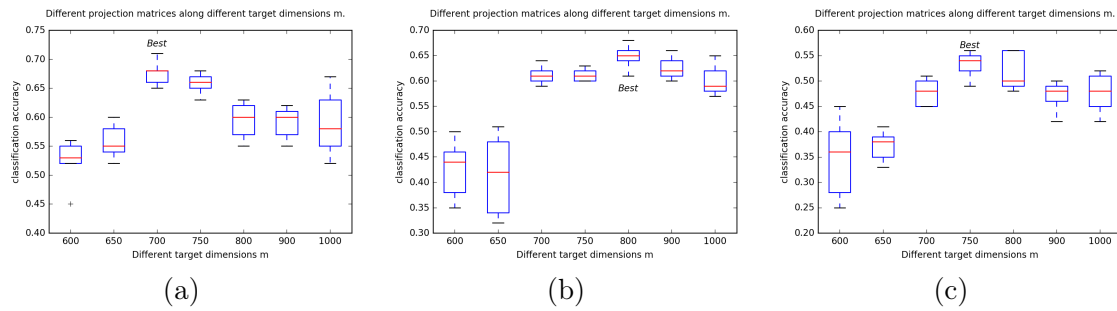 Different projection matrices along different target dimensions m.
0.75
0.70
0.65
0.60
0.55
0.50
0.45
0.40
classification accuracy
Best
600 650 700 750 800 900 1000
Different target dimensions m
(a)
Different projection matrices along different target dimensions m.
0.70
0.65
0.60
0.55
0.50
0.45
0.40
0.35
0.30
classification accuracy
Best
600 650 700 750 800 900 1000
Different target dimensions m
(b)
Different projection matrices along different target dimensions m.
0.60
0.55
0.50
0.45
0.40
0.35
0.30
0.25
0.20
classification accuracy
Best
600 650 700 750 800 900 1000
Different target dimensions m
(c)